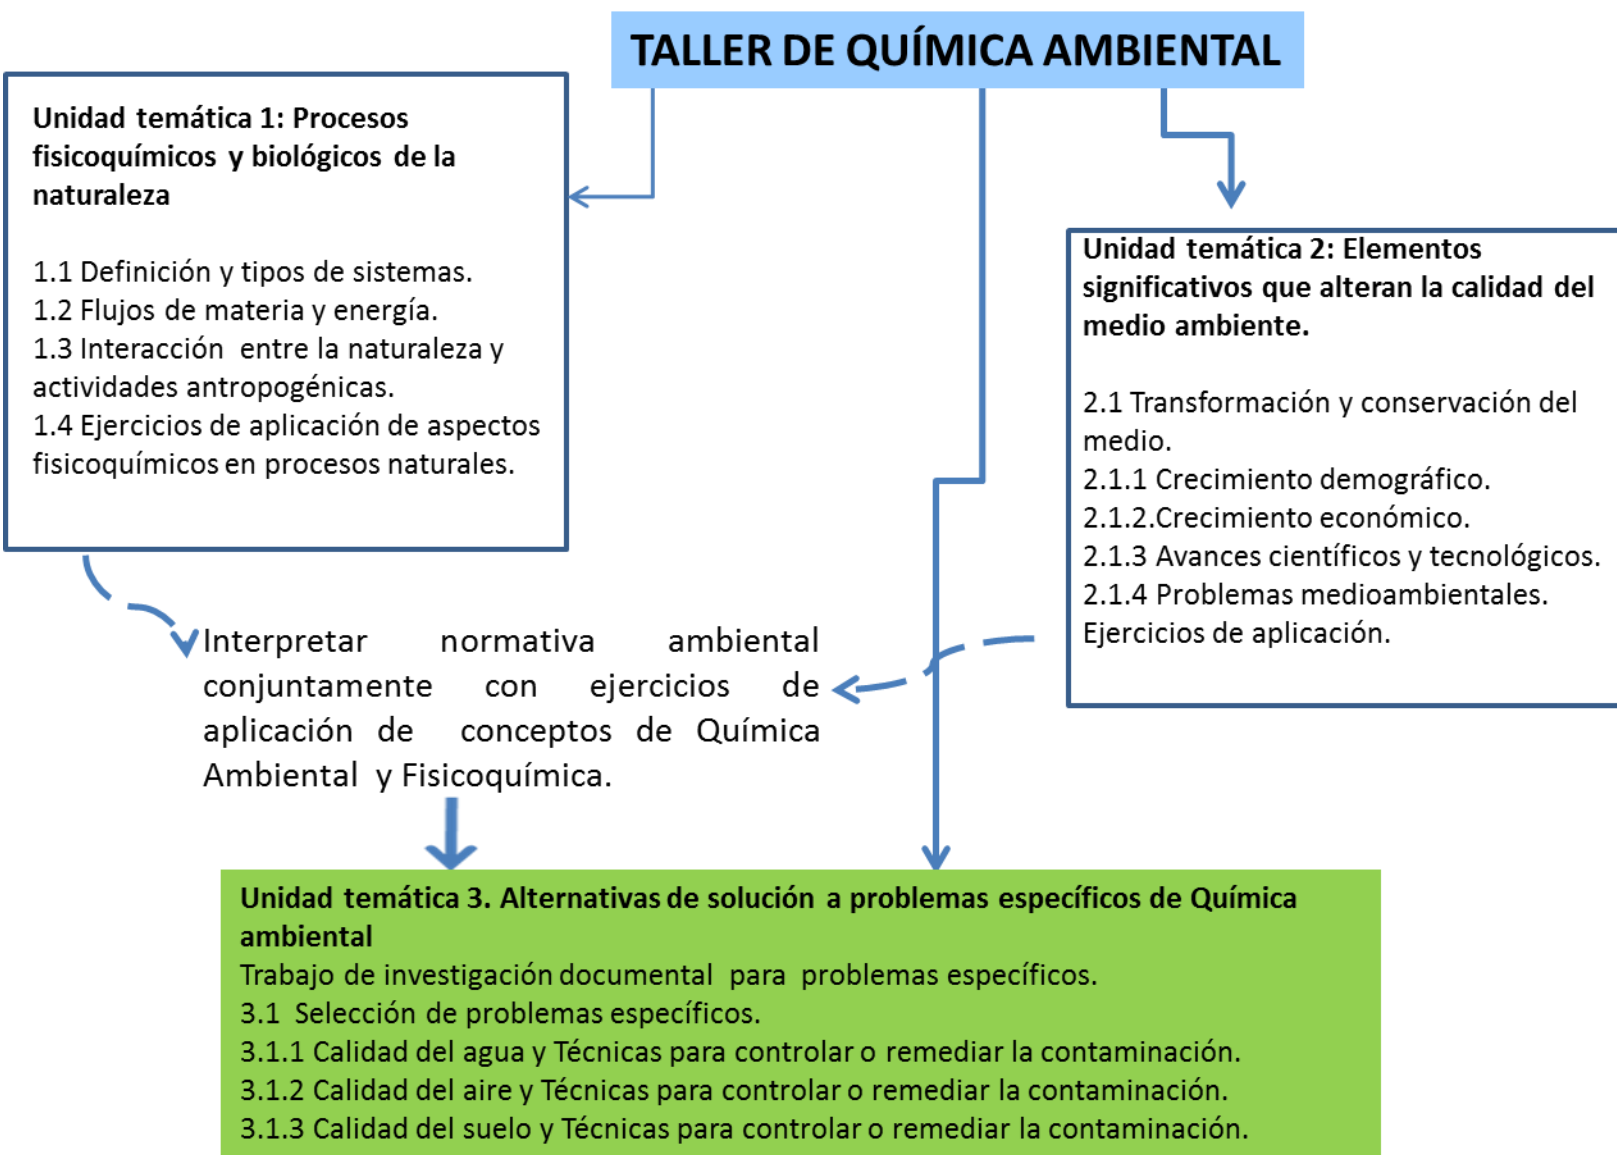 TALLER DE QUÍMICA AMBIENTAL
Unidad temática 1: Procesos
fisicoquímicos y biológicos de la
naturaleza
1.1 Definición y tipos de sistemas.
1.2 Flujos de materia y energía.
1.3 Interacción entre la naturaleza y
actividades antropogénicas.
1.4 Ejercicios de aplicación de aspectos
fisicoquímicos en procesos naturales.
Unidad temática 2: Elementos
significativos que alteran la calidad del
medio ambiente.
2.1 Transformación y conservación del
medio.
2.1.1 Crecimiento demográfico.
2.1.2.Crecimiento económico.
2.1.3 Avances científicos y tecnológicos.
2.1.4 Problemas medioambientales.
Ejercicios de aplicación.
Interpretar normativa ambiental
conjuntamente con ejercicios de
aplicación de conceptos de Química
Ambiental y Fisicoquímica.
Unidad temática 3. Alternativas de solución a problemas específicos de Química
ambiental
Trabajo de investigación documental para problemas específicos.
3.1 Selección de problemas específicos.
3.1.1 Calidad del agua y Técnicas para controlar o remediar la contaminación.
3.1.2 Calidad del aire y Técnicas para controlar o remediar la contaminación.
3.1.3 Calidad del suelo y Técnicas para controlar o remediar la contaminación.